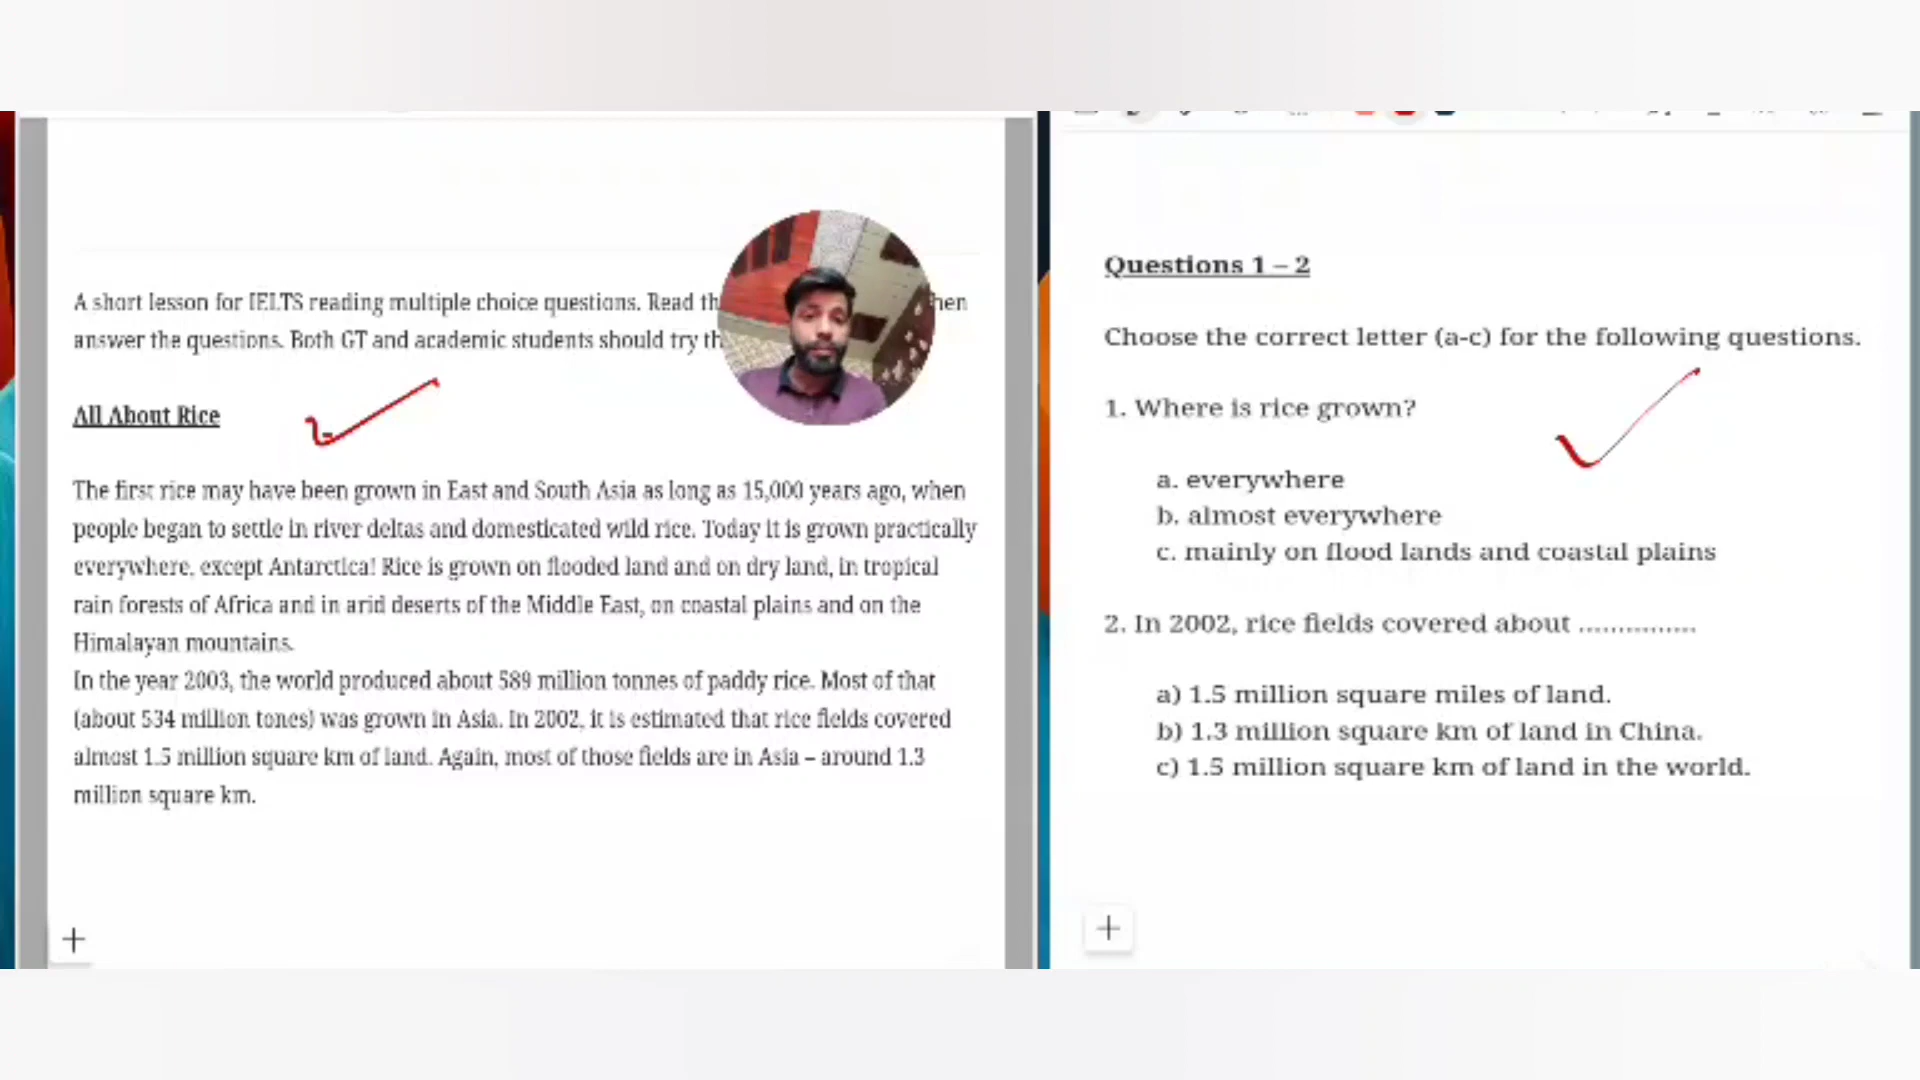 A short lesson for IELTS reading multiple choice questions. Read
answer the questions. Both GT and academic students should try
All About Rice
The first rice may have been grown in East and South Asia as long as 15,000 years ago, when
people began to settle in river deltas and domesticated wild rice. Today it is grown practically
everywhere, except Antarctica! Rice is grown on flooded land and on dry land, in tropical
rain forests of Africa and in arid deserts of the Middle East, on coastal plains and on the
Himalayan mountains.
In the year 2003, the world produced about 589 million tonnes of paddy rice. Most of that
(about 534 million tones) was grown in Asia. In 2002, it is estimated that rice fields covered
almost 1.5 million square km of land. Again, most of those fields are in Asia – around 1.3
million square km.
Questions 1 – 2
Choose the correct letter (a-c) for the following questions.
1. Where is rice grown?
a. everywhere
b. almost everywhere
c. mainly on flood lands and coastal plains
2. In 2002, rice fields covered about ...............
a) 1.5 million square miles of land.
b) 1.3 million square km of land in China.
c) 1.5 million square km of land in the world.